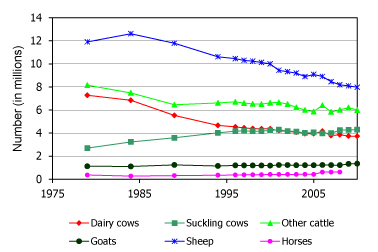 Number (in millions)
14
12
10
8
6
4
2
0
1975
1985
1995
2005
Dairy cows
Suckling cows
Other cattle
Goats
Sheep
Horses